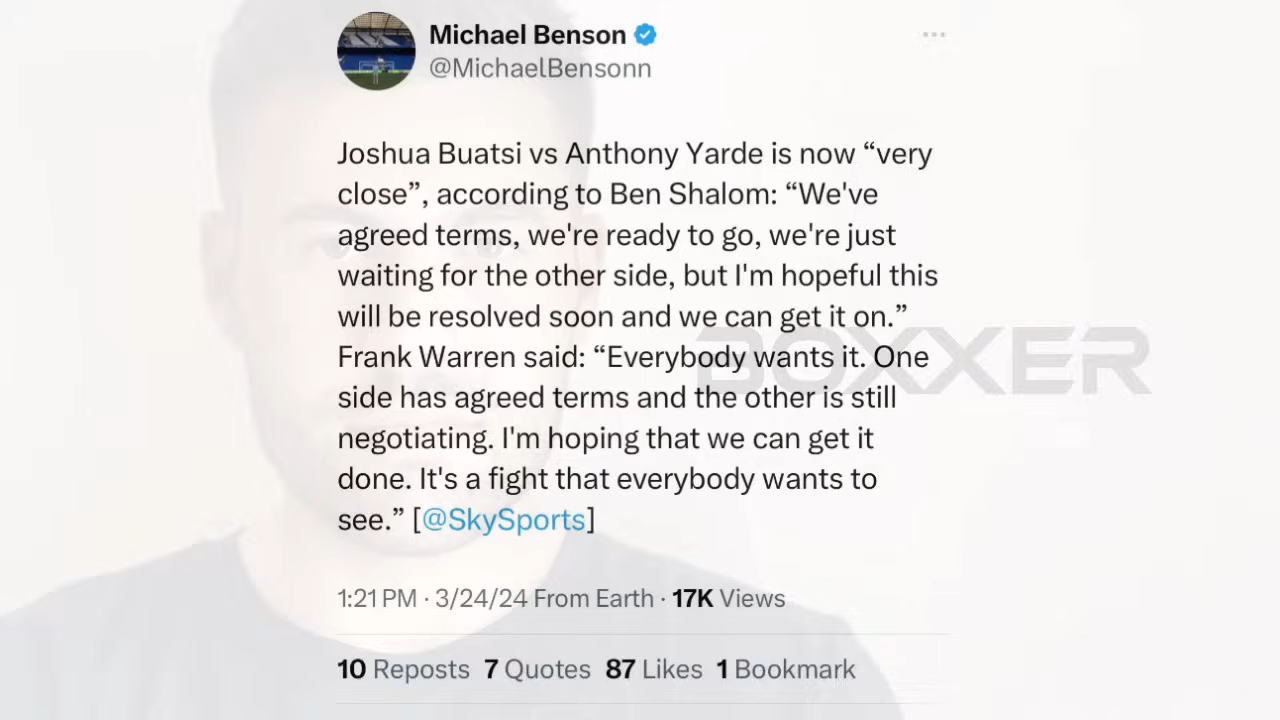 Michael Benson
@MichaelBensonn
Joshua Buatsi vs Anthony Yarde is now “very
close”, according to Ben Shalom: “We've
agreed terms, we're ready to go, we're just
waiting for the other side, but I'm hopeful this
will be resolved soon and we can get it on.”
Frank Warren said: “Everybody wants it. One
side has agreed terms and the other is still
negotiating. I'm hoping that we can get it
done. It's a fight that everybody wants to
see.” [@SkySports]
BOXXER
1:21 PM · 3/24/24 From Earth · 17K Views
10 Reposts 7 Quotes 87 Likes 1 Bookmark